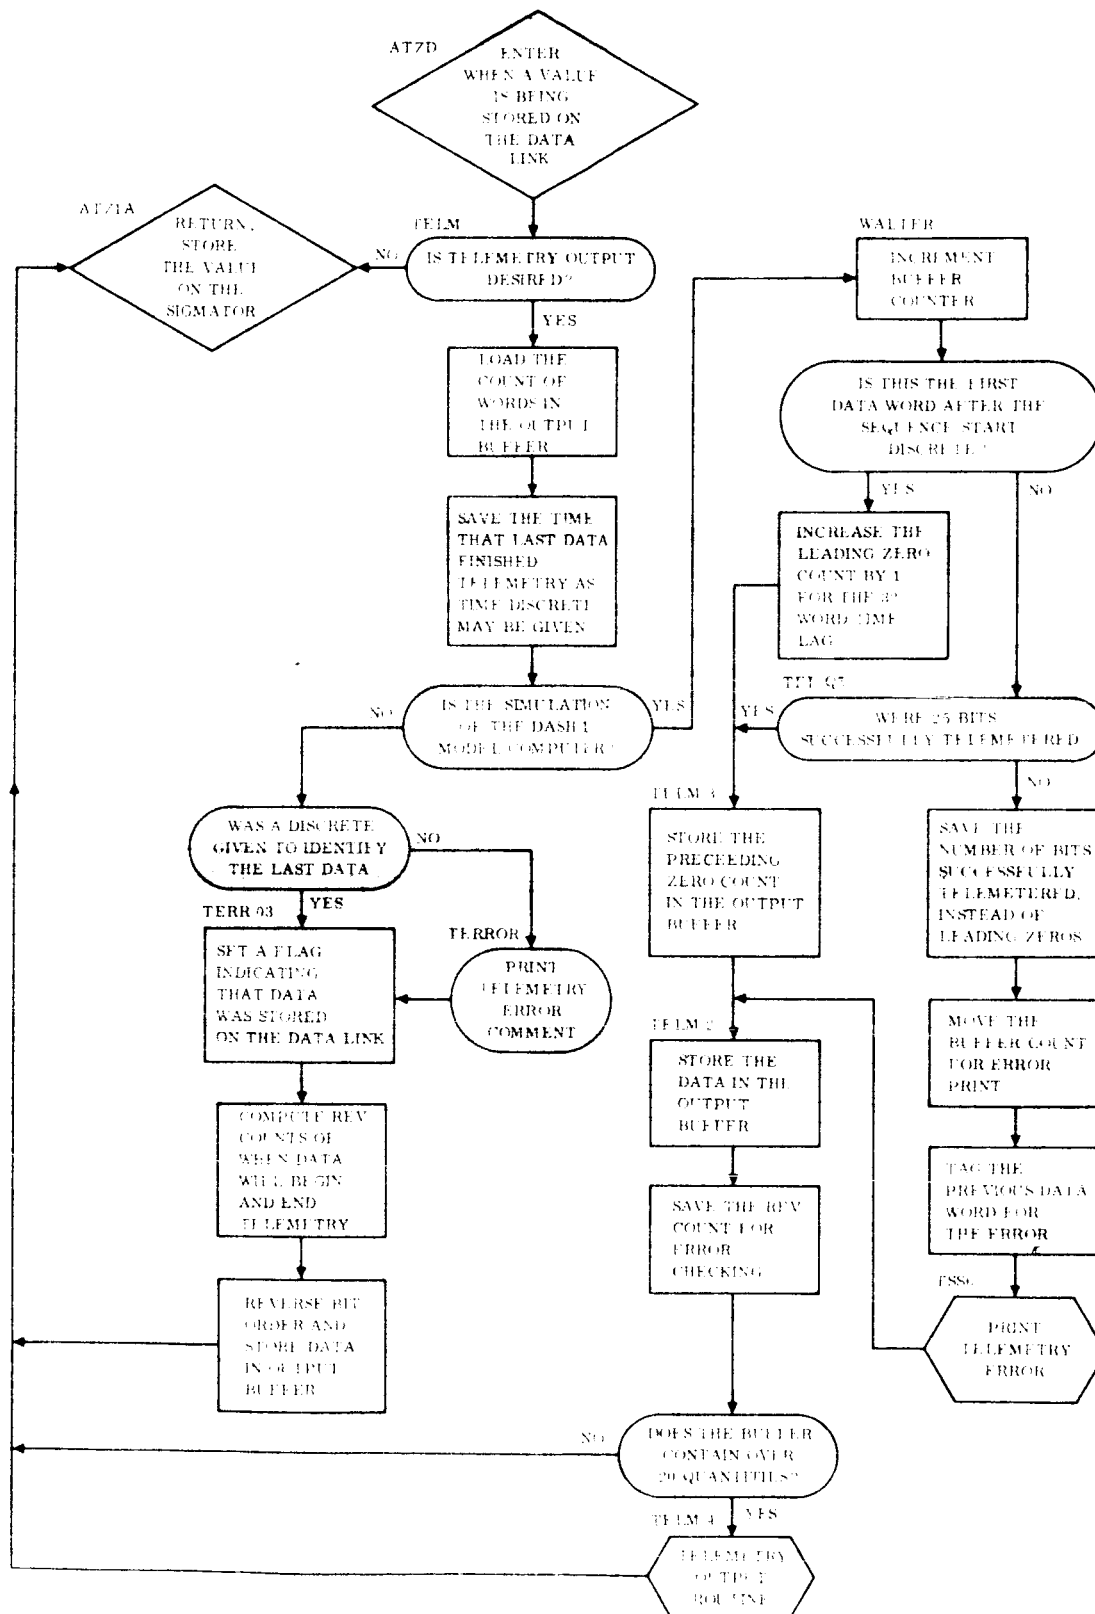 AT7D
ENTER
WHEN A VALUE
IS BEING
STORED ON
THE DATA
LINK
AT71A
RETURN,
STORE
THE VALUE
ON THE
SIGMATOR
TELM
NO
IS TELEMETRY OUTPUT
DESIRED?
YES
LOAD THE
COUNT OF
WORDS IN
THE OUTPUT
BUFFER
SAVE THE TIME
THAT LAST DATA
FINISHED
TELEMETRY AS
TIME DISCRETE
MAY BE GIVEN
NO
IS THE SIMULATION
OF THE DASH 1
MODEL COMPUTER?
YES
WAS A DISCRETE
GIVEN TO IDENTIFY
THE LAST DATA
NO
YES
TERR 03
SET A FLAG
INDICATING
THAT DATA
WAS STORED
ON THE DATA LINK
TERROR
PRINT
TELEMETRY
ERROR
COMMENT
COMPUTE REV
COUNTS OF
WHEN DATA
WILL BEGIN
AND END
TELEMETRY
REVERSE BIT
ORDER AND
STORE DATA
IN OUTPUT
BUFFER
WALTER
INCREMENT
BUFFER
COUNTER
IS THIS THE FIRST
DATA WORD AFTER THE
SEQUENCE START
DISCRETE?
YES
NO
INCREASE THE
LEADING ZERO
COUNT BY 1
FOR THE 32
WORD TIME
LAG
YES
WERE 25 BITS
SUCCESSFULLY TELEMETERED
NO
TELM 3
STORE THE
PRECEEDING
ZERO COUNT
IN THE OUTPUT
BUFFER
SAVE THE
NUMBER OF BITS
SUCCESSFULLY
TELEMETERED,
INSTEAD OF
LEADING ZEROS
TELM 2
STORE THE
DATA IN THE
OUTPUT
BUFFER
MOVE THE
BUFFER COUNT
FOR ERROR
PRINT
SAVE THE REV
COUNT FOR
ERROR
CHECKING
TAG THE
PREVIOUS DATA
WORD FOR
THE ERROR
PRINT
TELEMETRY
ERROR
NO
DOES THE BUFFER
CONTAIN OVER
20 QUANTITIES?
YES
TELM 4
TELEMETRY
OUTPUT
ROUTINE